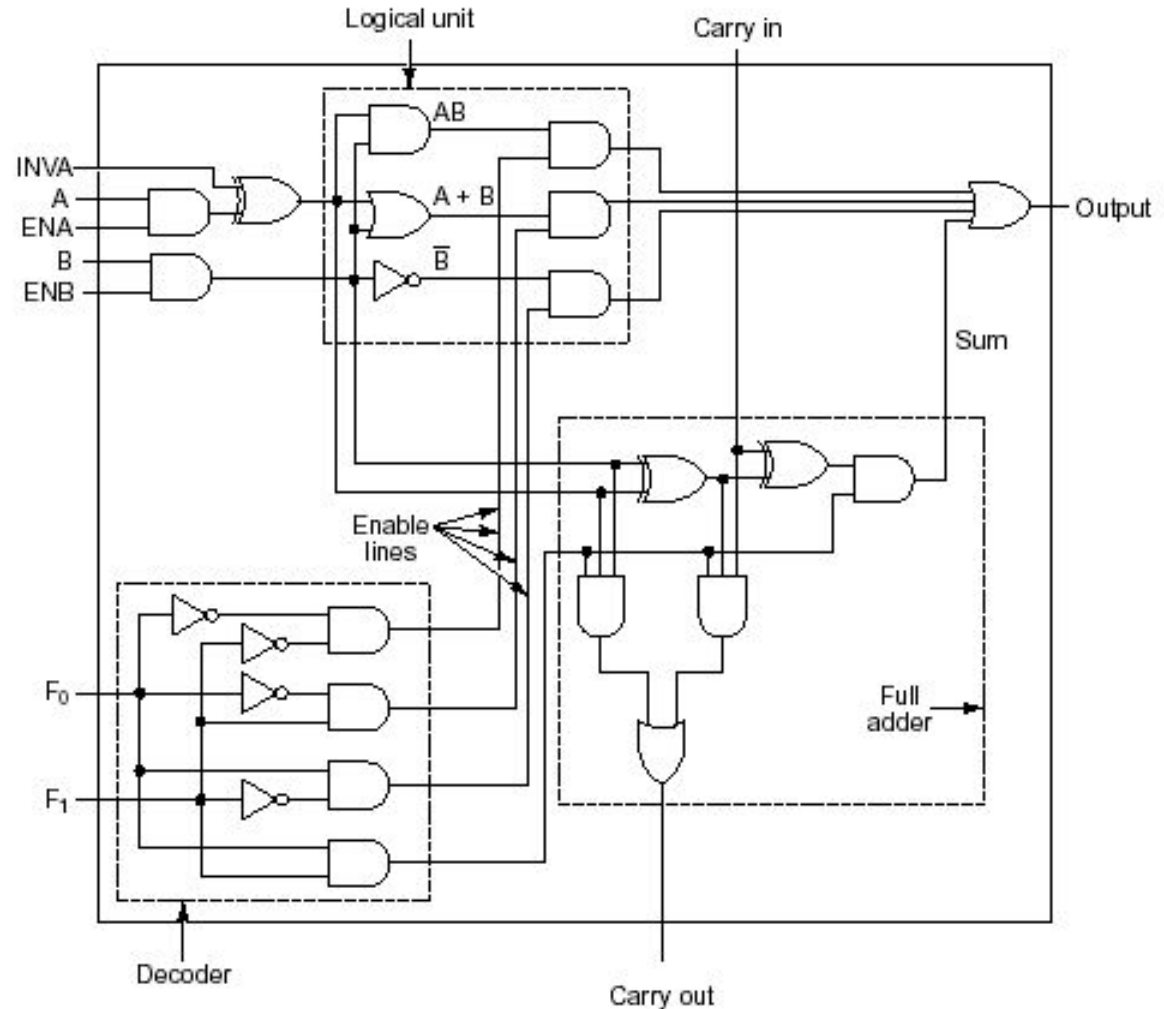 Logical unit
Carry in
INVA
A
ENA
B
ENB
AB
A + B
B̅
Output
Sum
Enable
lines
F₀
F₁
Full
adder
Decoder
Carry out